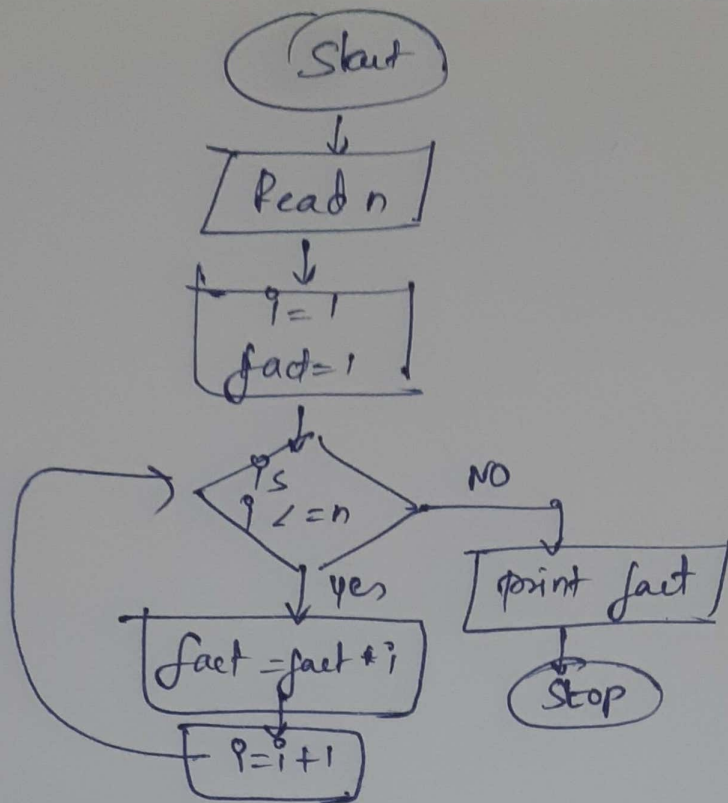 Start
Read n
i = 1
fact = 1
is
i <= n
NO
yes
print fact
fact = fact * i
Stop
i = i + 1